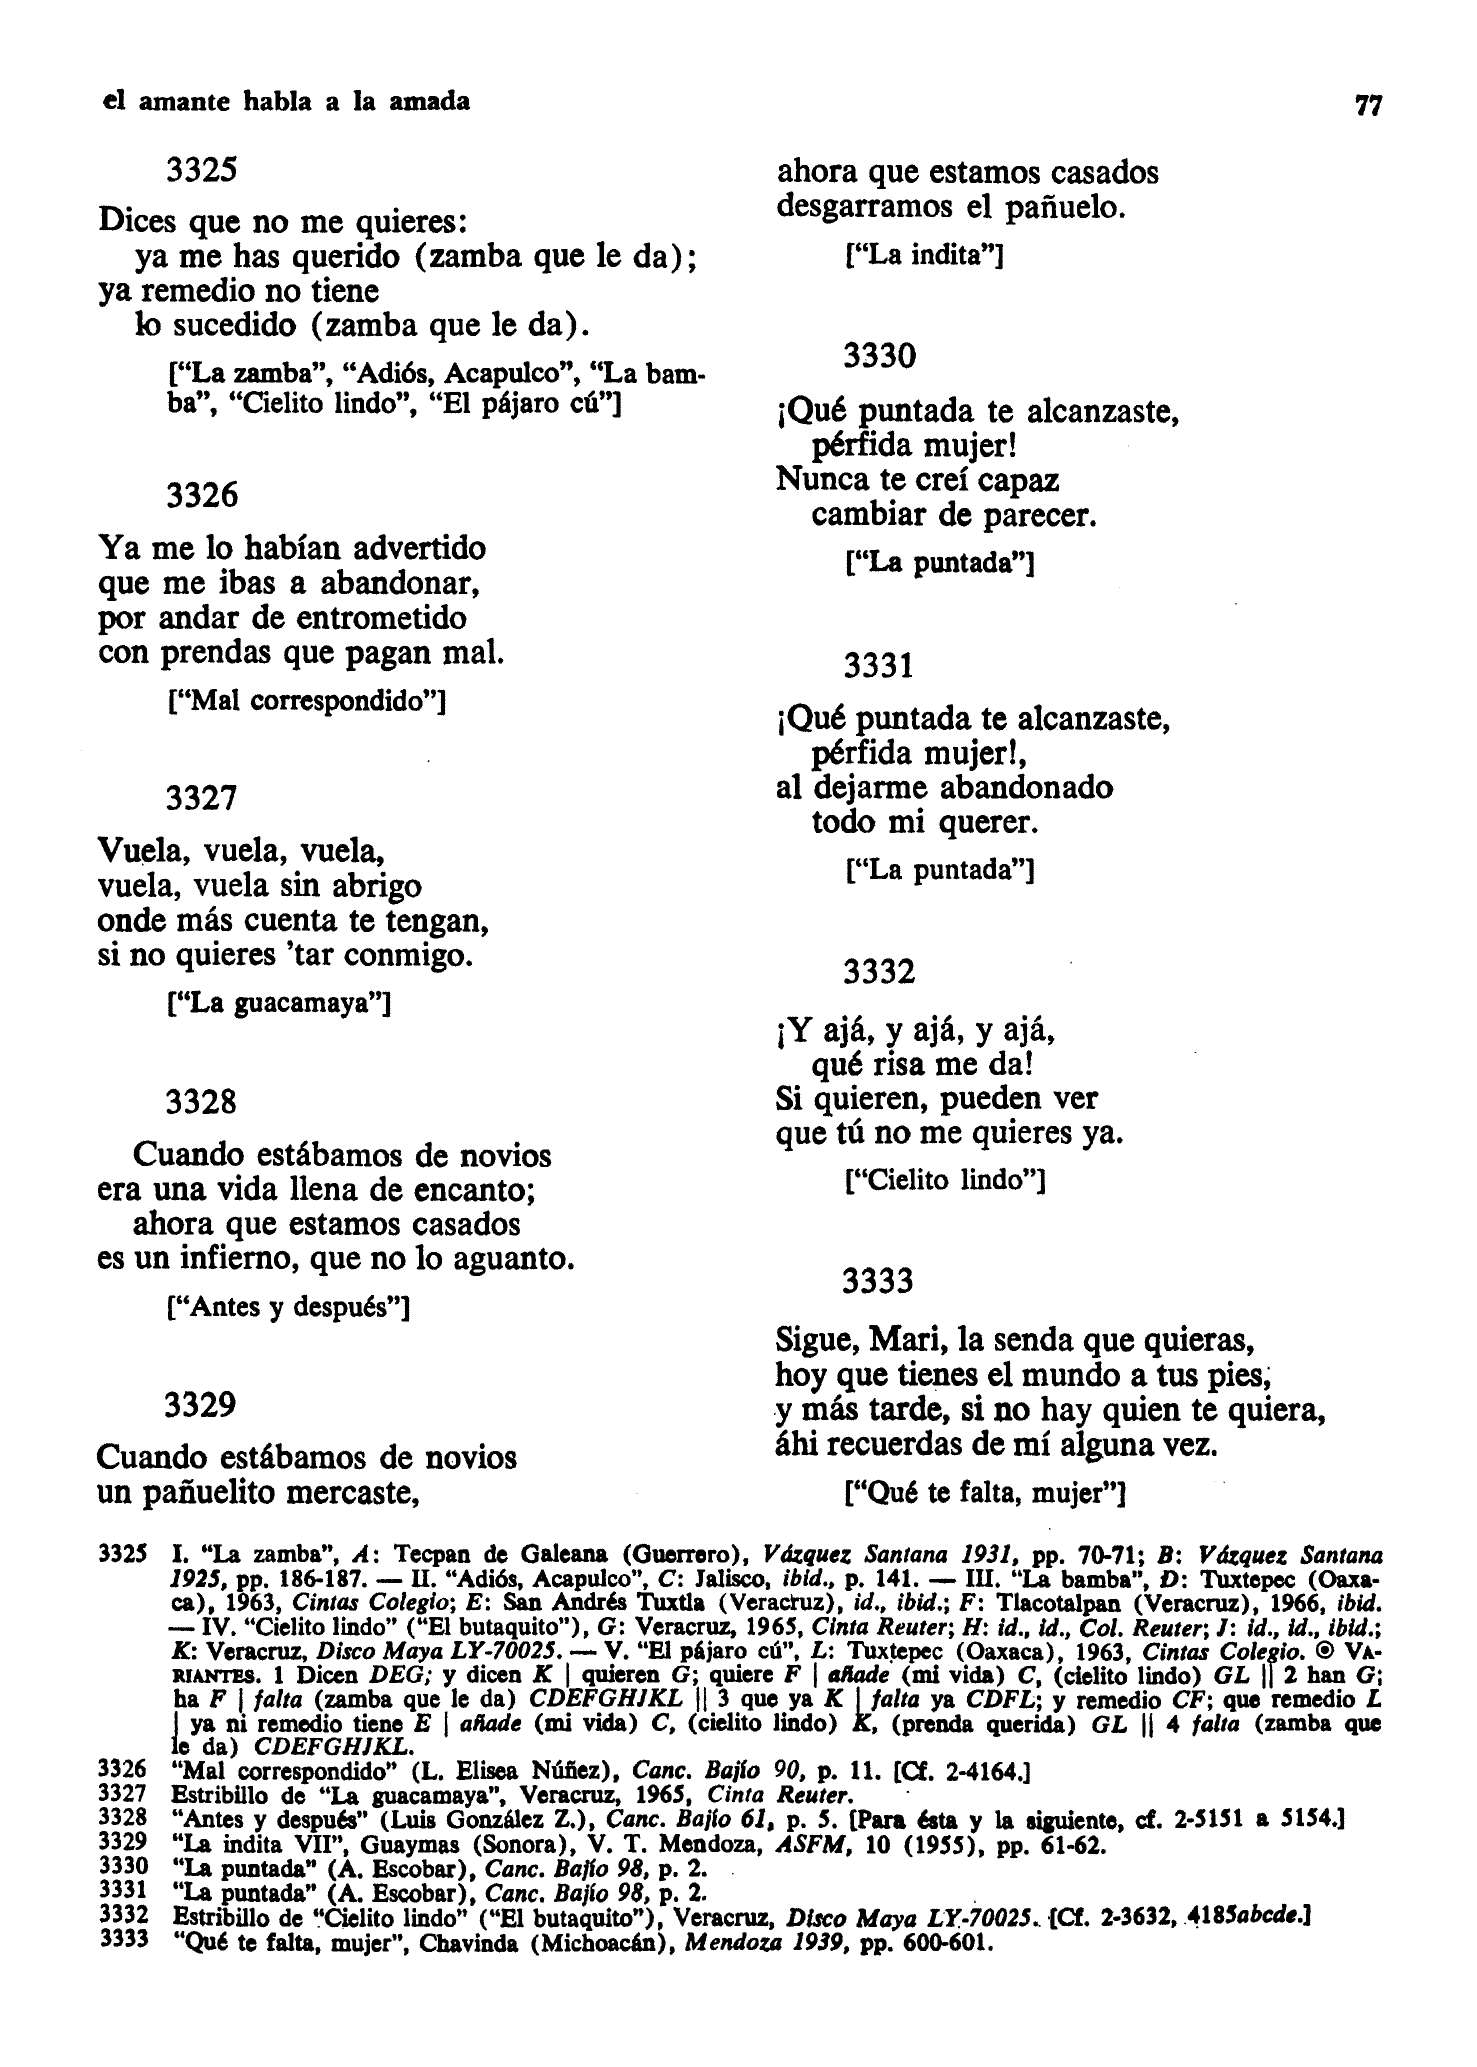 el amante habla a la amada
77
3325
Dices que no me quieres:
ya me has querido (zamba que le da);
ya remedio no tiene
lo sucedido (zamba que le da).
[“La zamba”, “Adiós, Acapulco”, “La bam-
ba”, “Cielito lindo”, “El pájaro cú”]
3326
Ya me lo habían advertido
que me ibas a abandonar,
por andar de entrometido
con prendas que pagan mal.
[“Mal correspondido”]
3327
Vuela, vuela, vuela,
vuela, vuela sin abrigo
onde más cuenta te tengan,
si no quieres ’tar conmigo.
[“La guacamaya”]
3328
Cuando estábamos de novios
era una vida llena de encanto;
ahora que estamos casados
es un infierno, que no lo aguanto.
[“Antes y después”]
3329
Cuando estábamos de novios
un pañuelito mercaste,
ahora que estamos casados
desgarramos el pañuelo.
[“La indita”]
3330
¡Qué puntada te alcanzaste,
pérfida mujer!
Nunca te creí capaz
cambiar de parecer.
[“La puntada”]
3331
¡Qué puntada te alcanzaste,
pérfida mujer!,
al dejarme abandonado
todo mi querer.
[“La puntada”]
3332
¡Y ajá, y ajá, y ajá,
qué risa me da!
Si quieren, pueden ver
que tú no me quieres ya.
[“Cielito lindo”]
3333
Sigue, Mari, la senda que quieras,
hoy que tienes el mundo a tus pies,
y más tarde, si no hay quien te quiera,
áhi recuerdas de mí alguna vez.
[“Qué te falta, mujer”]
3325 I. “La zamba”, A: Tecpan de Galeana (Guerrero), Vázquez Santana 1931, pp. 70-71; B: Vázquez Santana
1925, pp. 186-187. — II. “Adiós, Acapulco”, C: Jalisco, ibid., p. 141. — III. “La bamba”, D: Tuxtepec (Oaxa-
ca), 1963, Cintas Colegio; E: San Andrés Tuxtla (Veracruz), id., ibid.; F: Tlacotalpan (Veracruz), 1966, ibid.
— IV. “Cielito lindo” (“El butaquito”), G: Veracruz, 1965, Cinta Reuter; H: id., id., Col. Reuter; J: id., id., ibid.;
K: Veracruz, Disco Maya LY-70025. — V. “El pájaro cú”, L: Tuxtepec (Oaxaca), 1963, Cintas Colegio. ® VA-
RIANTES. 1 Dicen DEG; y dicen K | quieren G; quiere F | añade (mi vida) C, (cielito lindo) GL || 2 han G;
ha F | falta (zamba que le da) CDEFGHJKL || 3 que ya K | falta ya CDFL; y remedio CF; que remedio L
| ya ni remedio tiene E | añade (mi vida) C, (cielito lindo) K, (prenda querida) GL || 4 falta (zamba que
le da) CDEFGHJKL.
3326 “Mal correspondido” (L. Elisea Núñez), Canc. Bajío 90, p. 11. [Cf. 2-4164.]
3327 Estribillo de “La guacamaya”, Veracruz, 1965, Cinta Reuter.
3328 “Antes y después” (Luis González Z.), Canc. Bajío 61, p. 5. [Para ésta y la siguiente, cf. 2-5151 a 5154.]
3329 “La indita VII”, Guaymas (Sonora), V. T. Mendoza, ASFM, 10 (1955), pp. 61-62.
3330 “La puntada” (A. Escobar), Canc. Bajío 98, p. 2.
3331 “La puntada” (A. Escobar), Canc. Bajío 98, p. 2.
3332 Estribillo de “Cielito lindo” (“El butaquito”), Veracruz, Disco Maya LY-70025. [Cf. 2-3632, 4185abcde.]
3333 “Qué te falta, mujer”, Chavinda (Michoacán), Mendoza 1939, pp. 600-601.